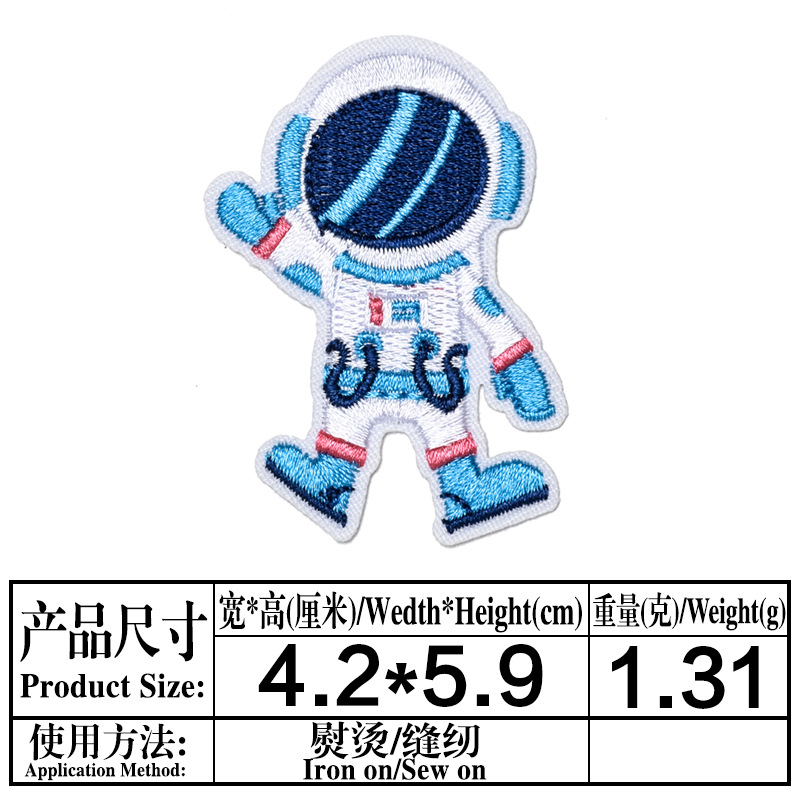 产品尺寸
Product Size:
宽*高(厘米)/Wedth*Height(cm)
重量(克)/Weight(g)
4.2*5.9
1.31
使用方法:
Application Method:
熨烫/缝纫
Iron on/Sew on